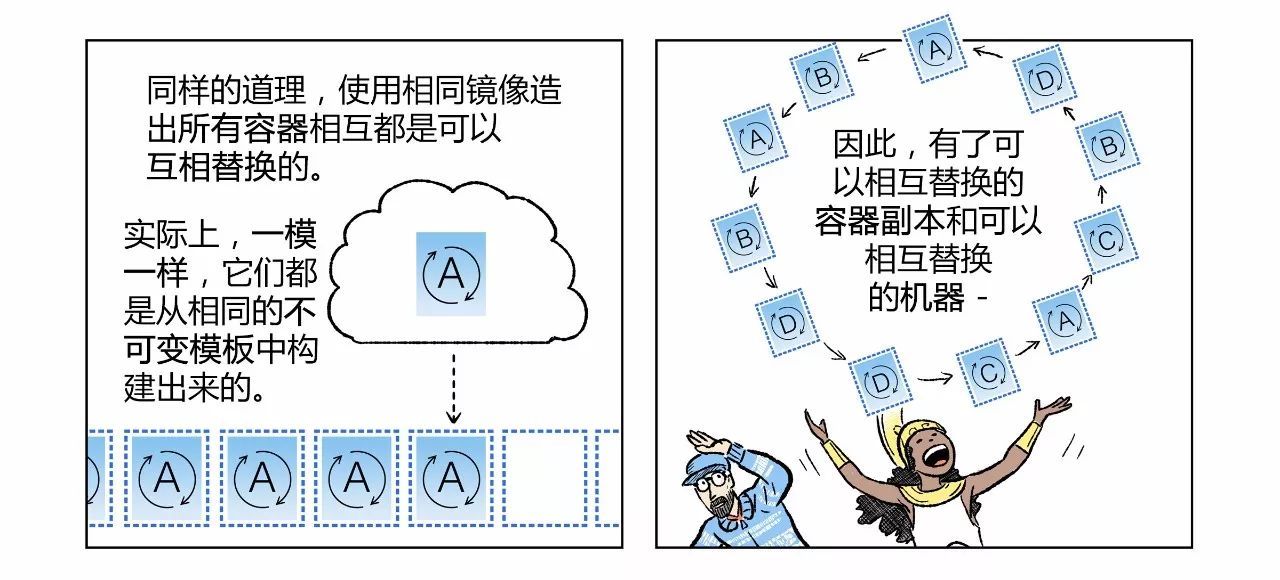 同样的道理，使用相同镜像造
出所有容器相互都是可以
互相替换的。
实际上，一模
一样，它们都
是从相同的不
可变模板中构
建出来的。
A
A
A
A
A
A
因此，有了可
以相互替换的
容器副本和可以
相互替换
的机器 -
A
B
A
B
D
D
C
A
C
B
D